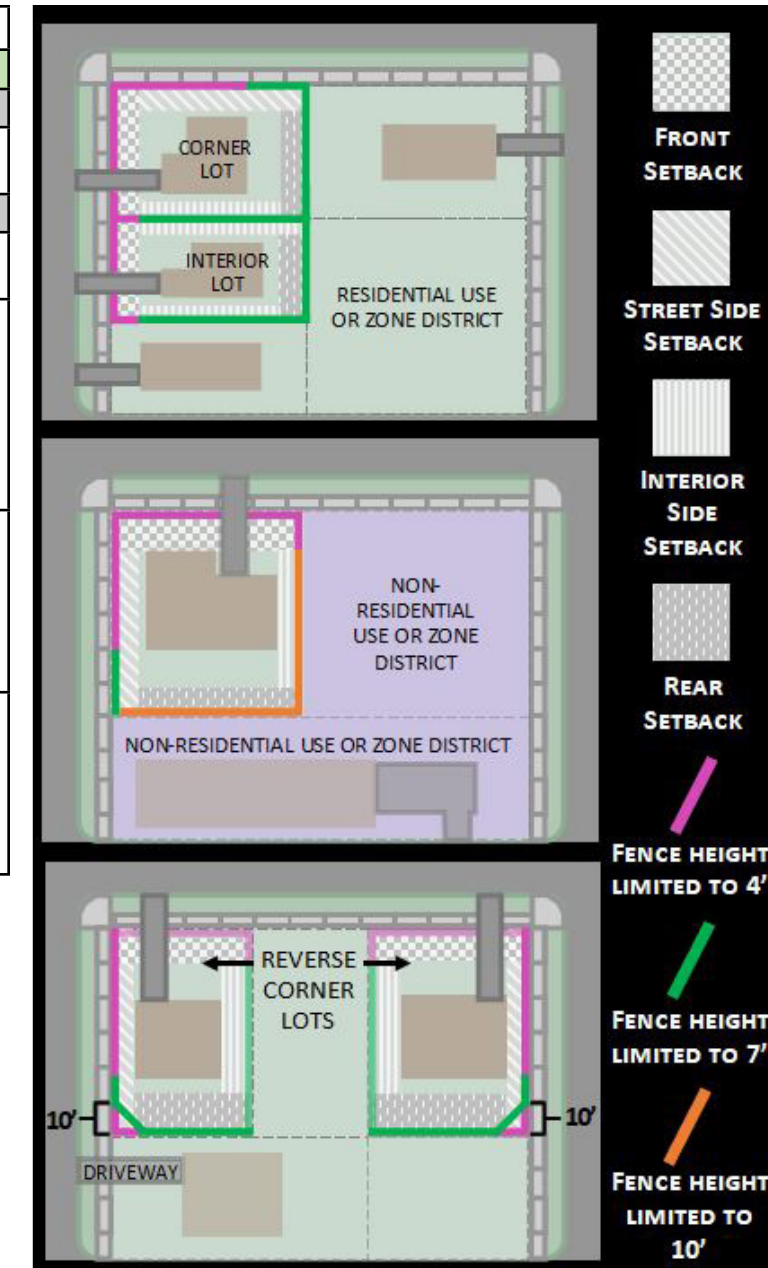 CORNER
LOT
INTERIOR
LOT
RESIDENTIAL USE
OR ZONE DISTRICT
NON-
RESIDENTIAL
USE OR ZONE
DISTRICT
NON-RESIDENTIAL USE OR ZONE DISTRICT
REVERSE
CORNER
LOTS
10'
10'
DRIVEWAY
FRONT
SETBACK
STREET SIDE
SETBACK
INTERIOR
SIDE
SETBACK
REAR
SETBACK
FENCE HEIGHT
LIMITED TO 4'
FENCE HEIGHT
LIMITED TO 7'
FENCE HEIGHT
LIMITED TO
10'